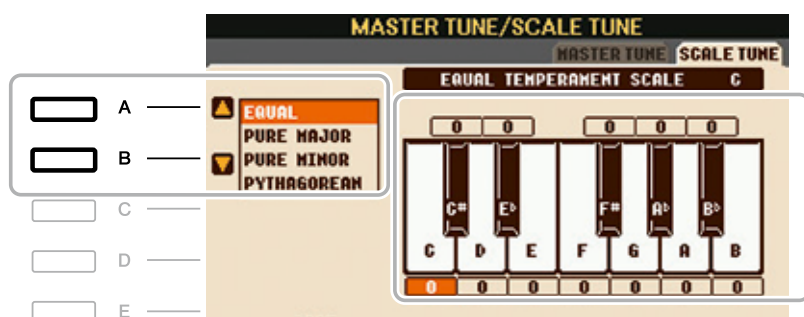 MASTER TUNE/SCALE TUNE
MASTER TUNE SCALE TUNE
EQUAL TEMPERAMENT SCALE C
A
EQUAL
PURE MAJOR
B
PURE MINOR
PYTHAGOREAN
0 0 0 0 0
C# E♭ F# A♭ B♭
C D E F G A B
0 0 0 0 0 0 0
C
D
E